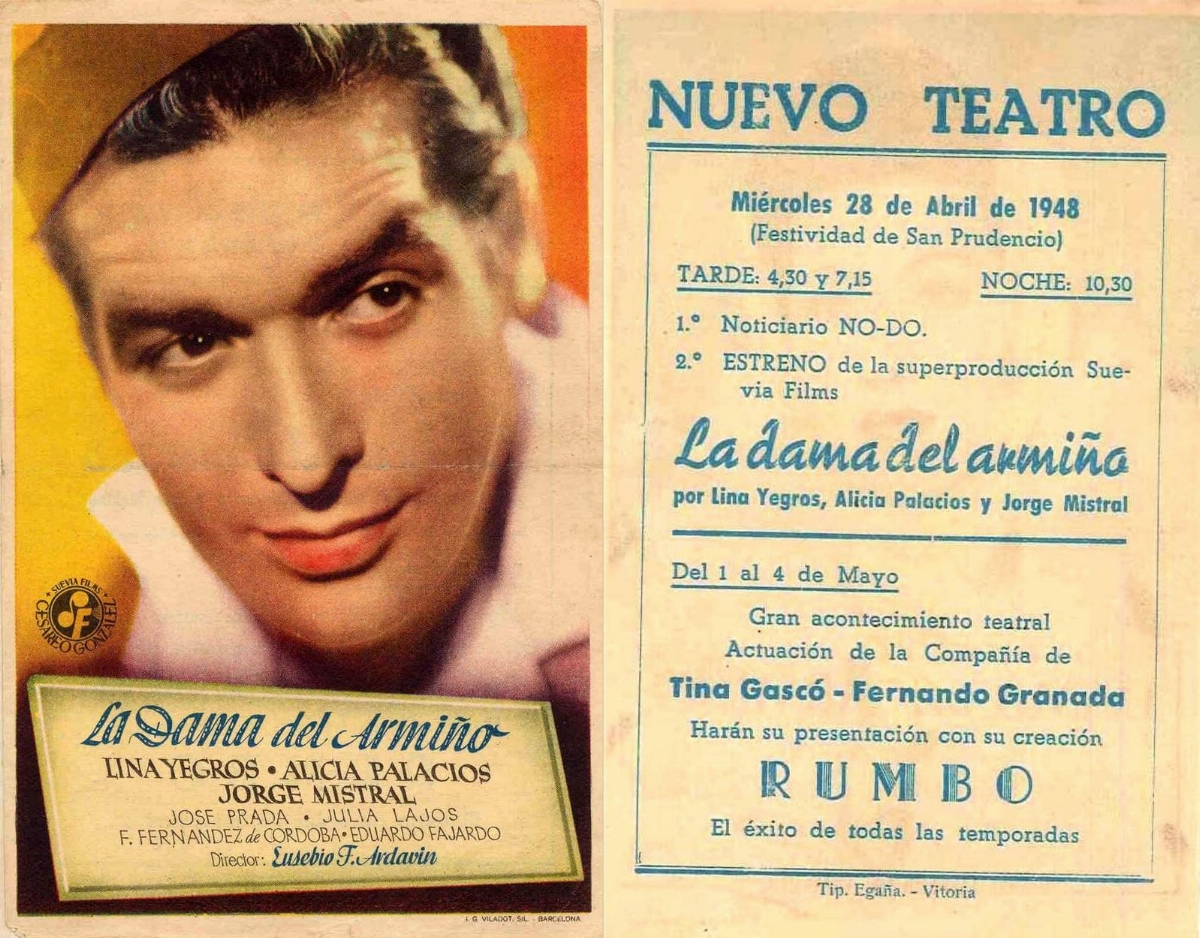 SUEVIA FILMS
CESAREO GONZALEZ
SF
La Dama del Armiño
LINA YEGROS • ALICIA PALACIOS
JORGE MISTRAL
JOSE PRADA • JULIA LAJOS
F. FERNANDEZ de CORDOBA • EDUARDO FAJARDO
Director: Eusebio F. Ardavin
I. G. VILADOT, S/L. - BARCELONA
NUEVO TEATRO
Miércoles 28 de Abril de 1948
(Festividad de San Prudencio)
TARDE: 4,30 y 7,15 NOCHE: 10,30
1.º Noticiario NO-DO.
2.º ESTRENO de la superproducción Sue-
via Films
La dama del armiño
por Lina Yegros, Alicia Palacios y Jorge Mistral
Del 1 al 4 de Mayo
Gran acontecimiento teatral
Actuación de la Compañía de
Tina Gascó - Fernando Granada
Harán su presentación con su creación
RUMBO
El éxito de todas las temporadas
Tip. Egaña. - Vitoria